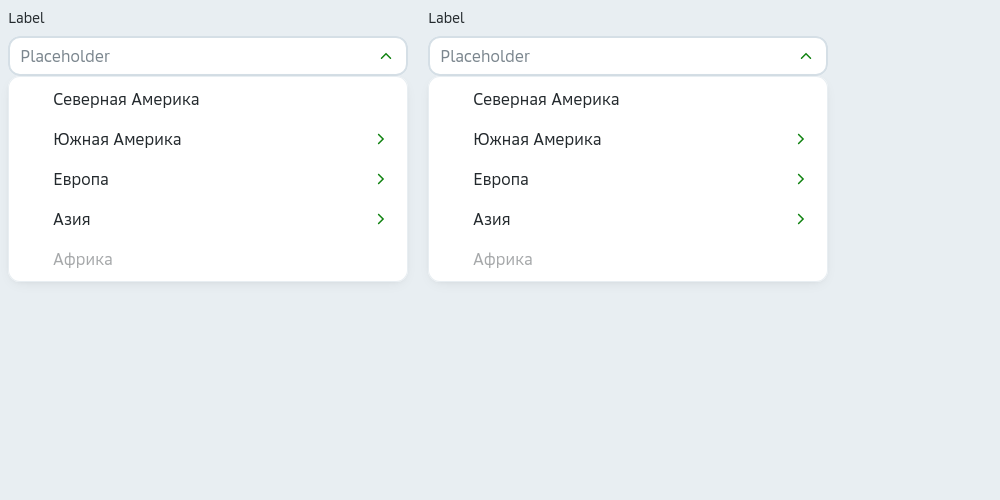 Label
Placeholder
Северная Америка
Южная Америка
Европа
Азия
Африка
Label
Placeholder
Северная Америка
Южная Америка
Европа
Азия
Африка